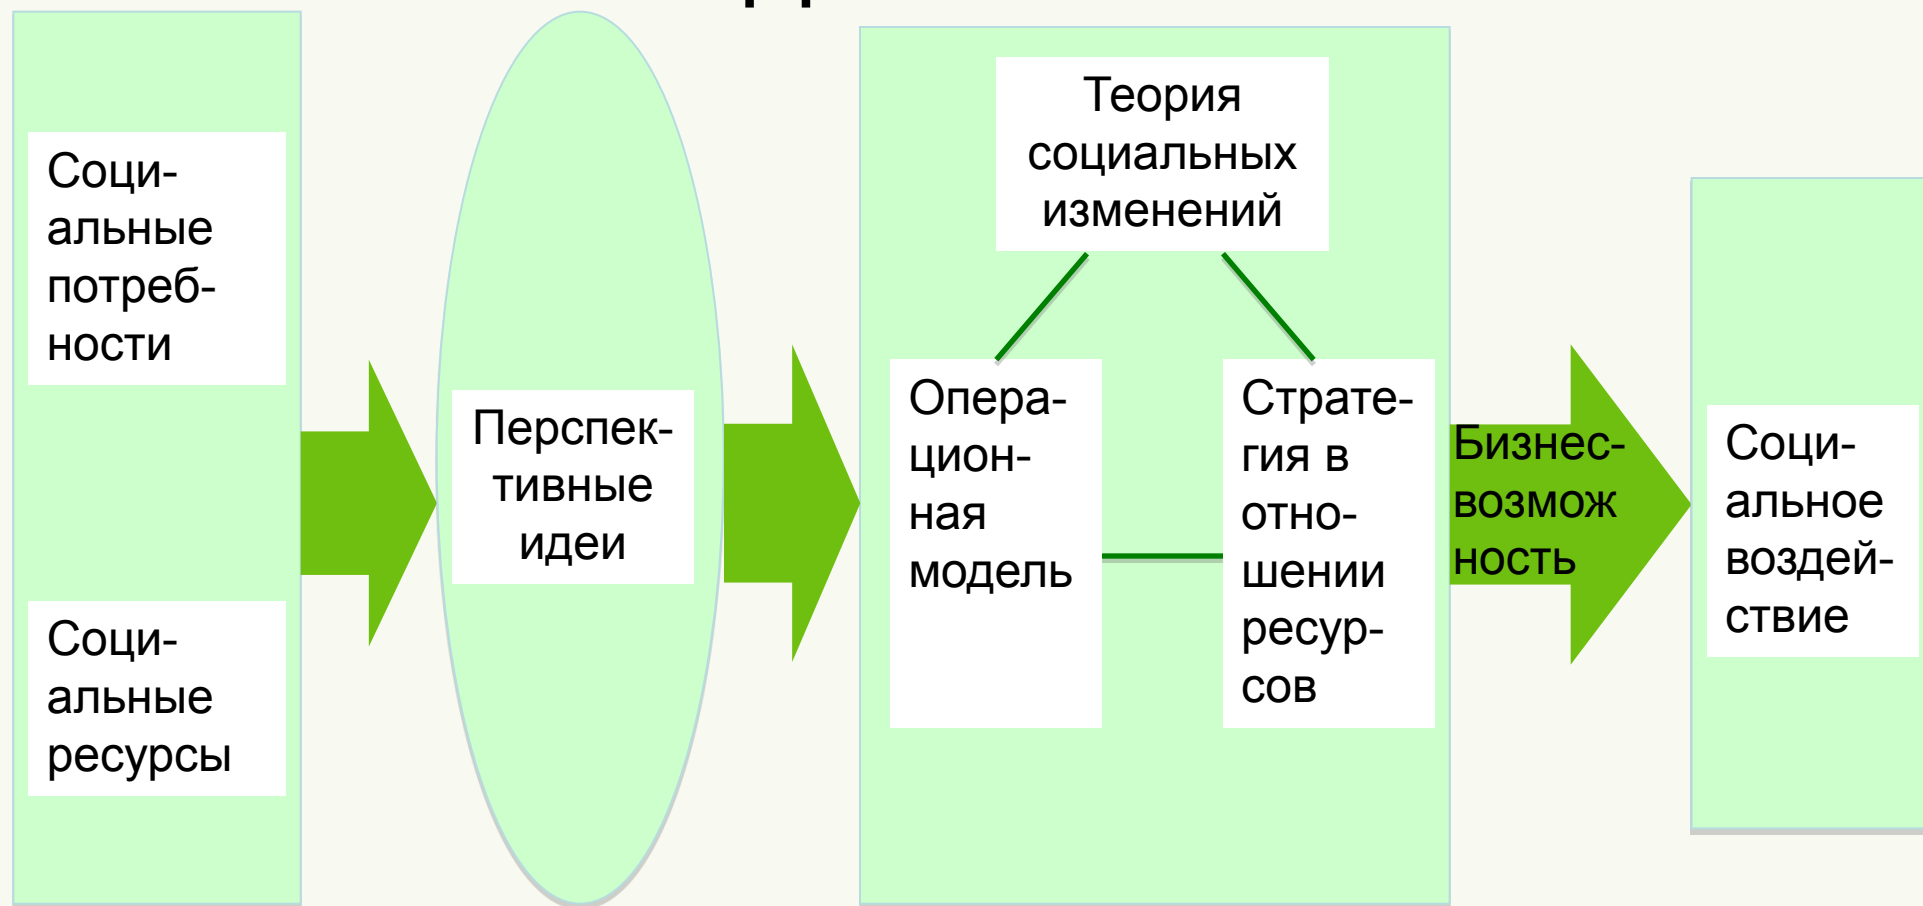 Соци-
альные
потреб-
ности
Соци-
альные
ресурсы
Перспек-
тивные
идеи
Теория
социальных
изменений
Опера-
цион-
ная
модель
Страте-
гия в
отно-
шении
ресур-
сов
Бизнес-
возмож
ность
Соци-
альное
воздей-
ствие